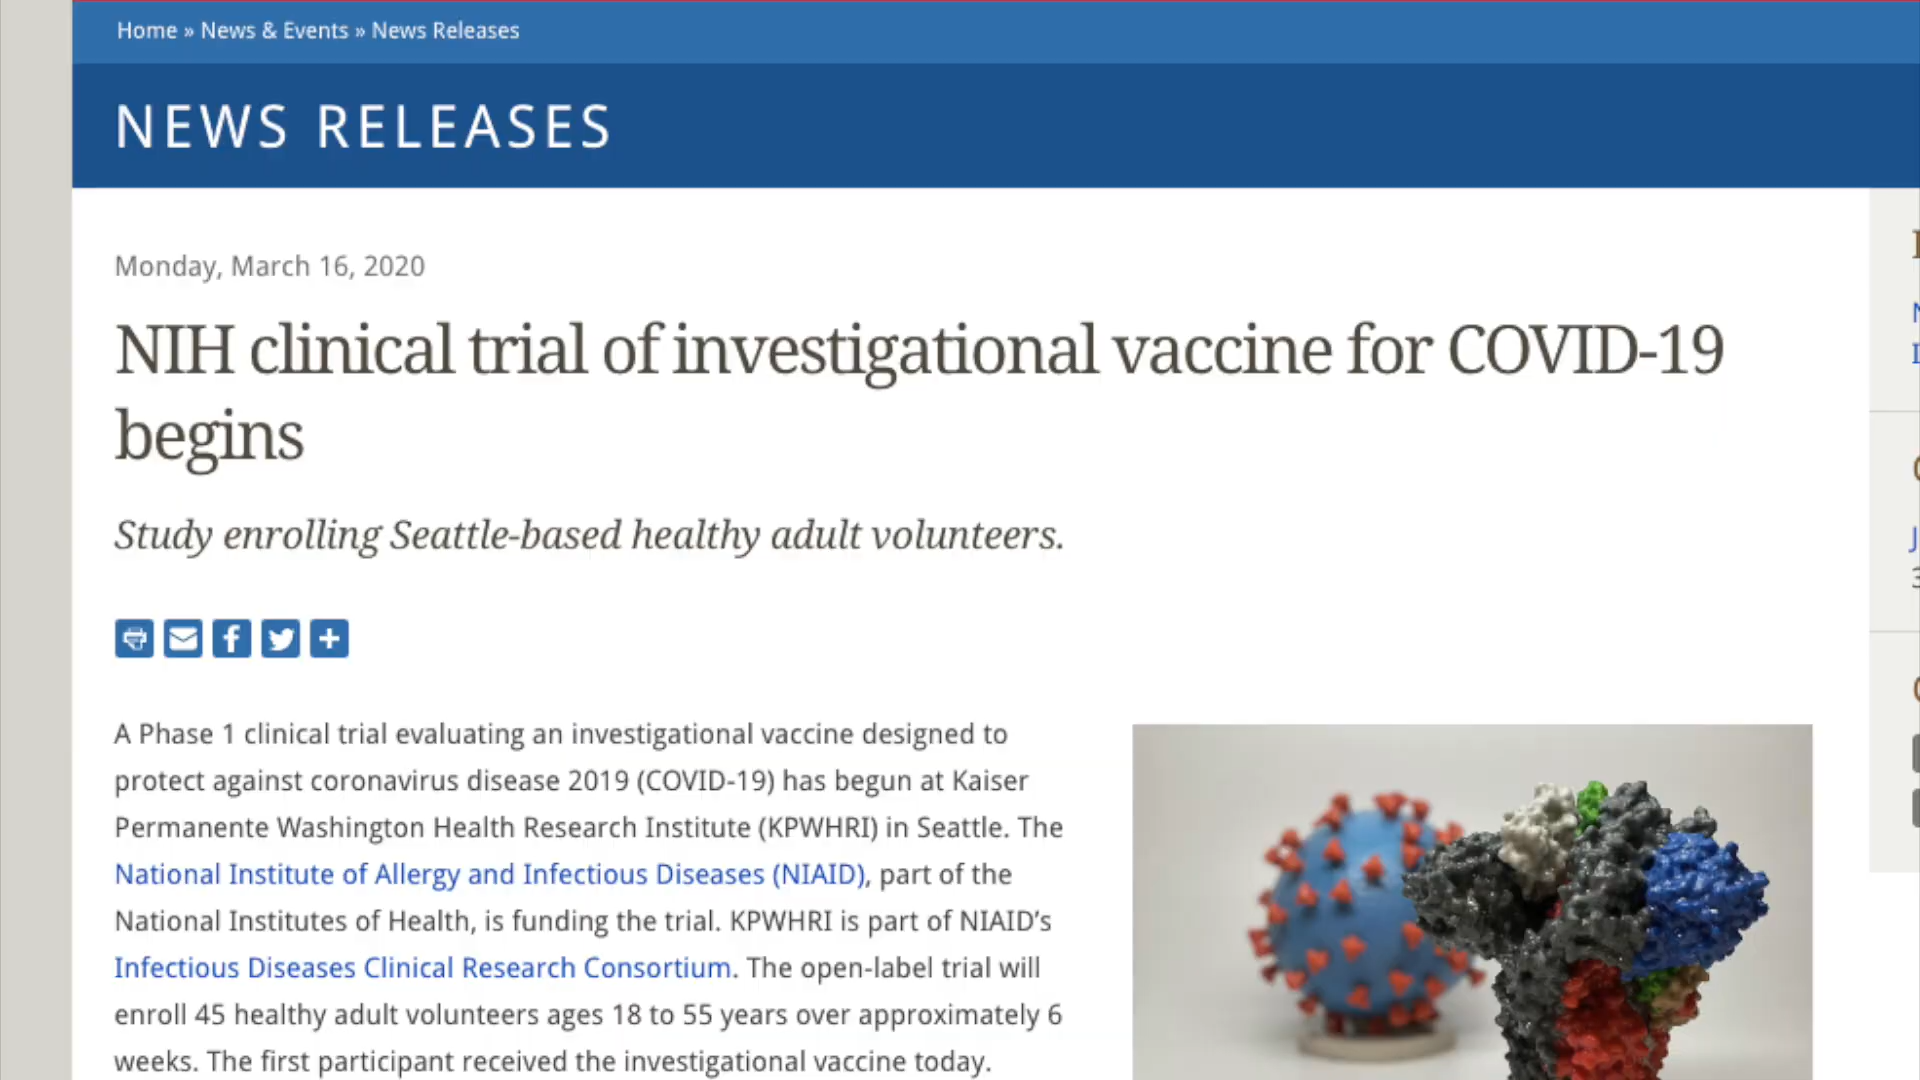 Home » News & Events » News Releases
NEWS RELEASES
Monday, March 16, 2020
NIH clinical trial of investigational vaccine for COVID-19
begins
Study enrolling Seattle-based healthy adult volunteers.
A Phase 1 clinical trial evaluating an investigational vaccine designed to
protect against coronavirus disease 2019 (COVID-19) has begun at Kaiser
Permanente Washington Health Research Institute (KPWHRI) in Seattle. The
National Institute of Allergy and Infectious Diseases (NIAID), part of the
National Institutes of Health, is funding the trial. KPWHRI is part of NIAID’s
Infectious Diseases Clinical Research Consortium. The open-label trial will
enroll 45 healthy adult volunteers ages 18 to 55 years over approximately 6
weeks. The first participant received the investigational vaccine today.